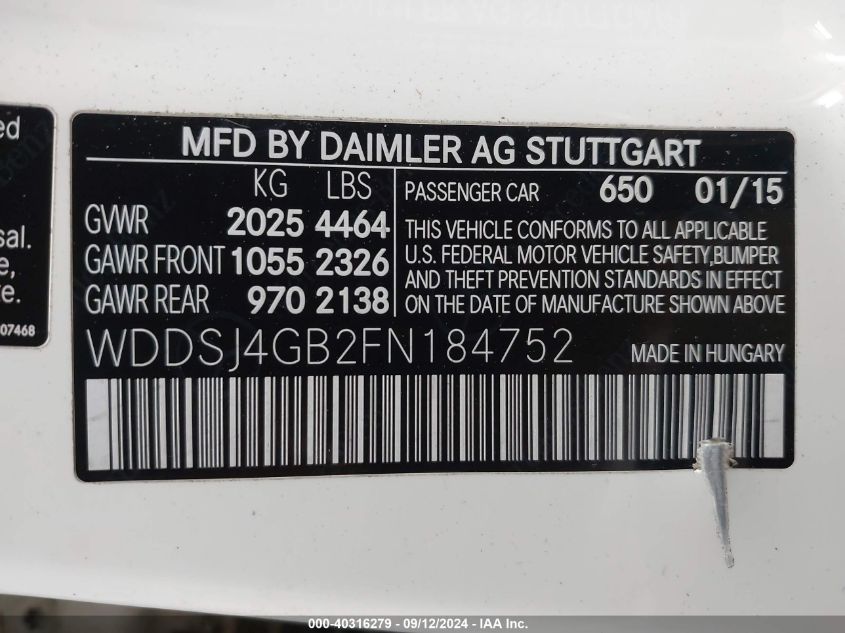 MFD BY DAIMLER AG STUTTGART
KG LBS
GVWR 2025 4464
GAWR FRONT 1055 2326
GAWR REAR 970 2138
PASSENGER CAR 650 01/15
THIS VEHICLE CONFORMS TO ALL APPLICABLE
U.S. FEDERAL MOTOR VEHICLE SAFETY,BUMPER
AND THEFT PREVENTION STANDARDS IN EFFECT
ON THE DATE OF MANUFACTURE SHOWN ABOVE
WDDSJ4GB2FN184752 MADE IN HUNGARY
07468
000-40316279 - 09/12/2024 - IAA Inc.